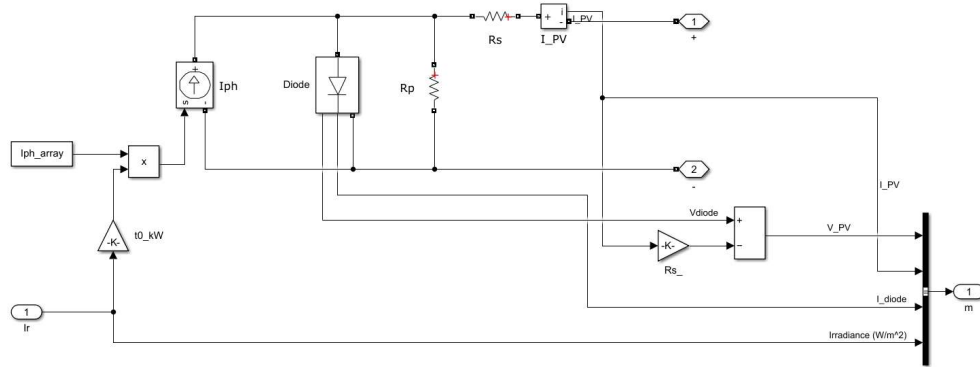 i
+
-
I_PV
1
+
Rs
I_PV
+
Iph
s
-
Diode
Rp
Iph_array
x
2
-
I_PV
-K-
t0_kW
Vdiode
+
-K-
−
Rs_
V_PV
1
Ir
I_diode
1
m
Irradiance (W/m^2)